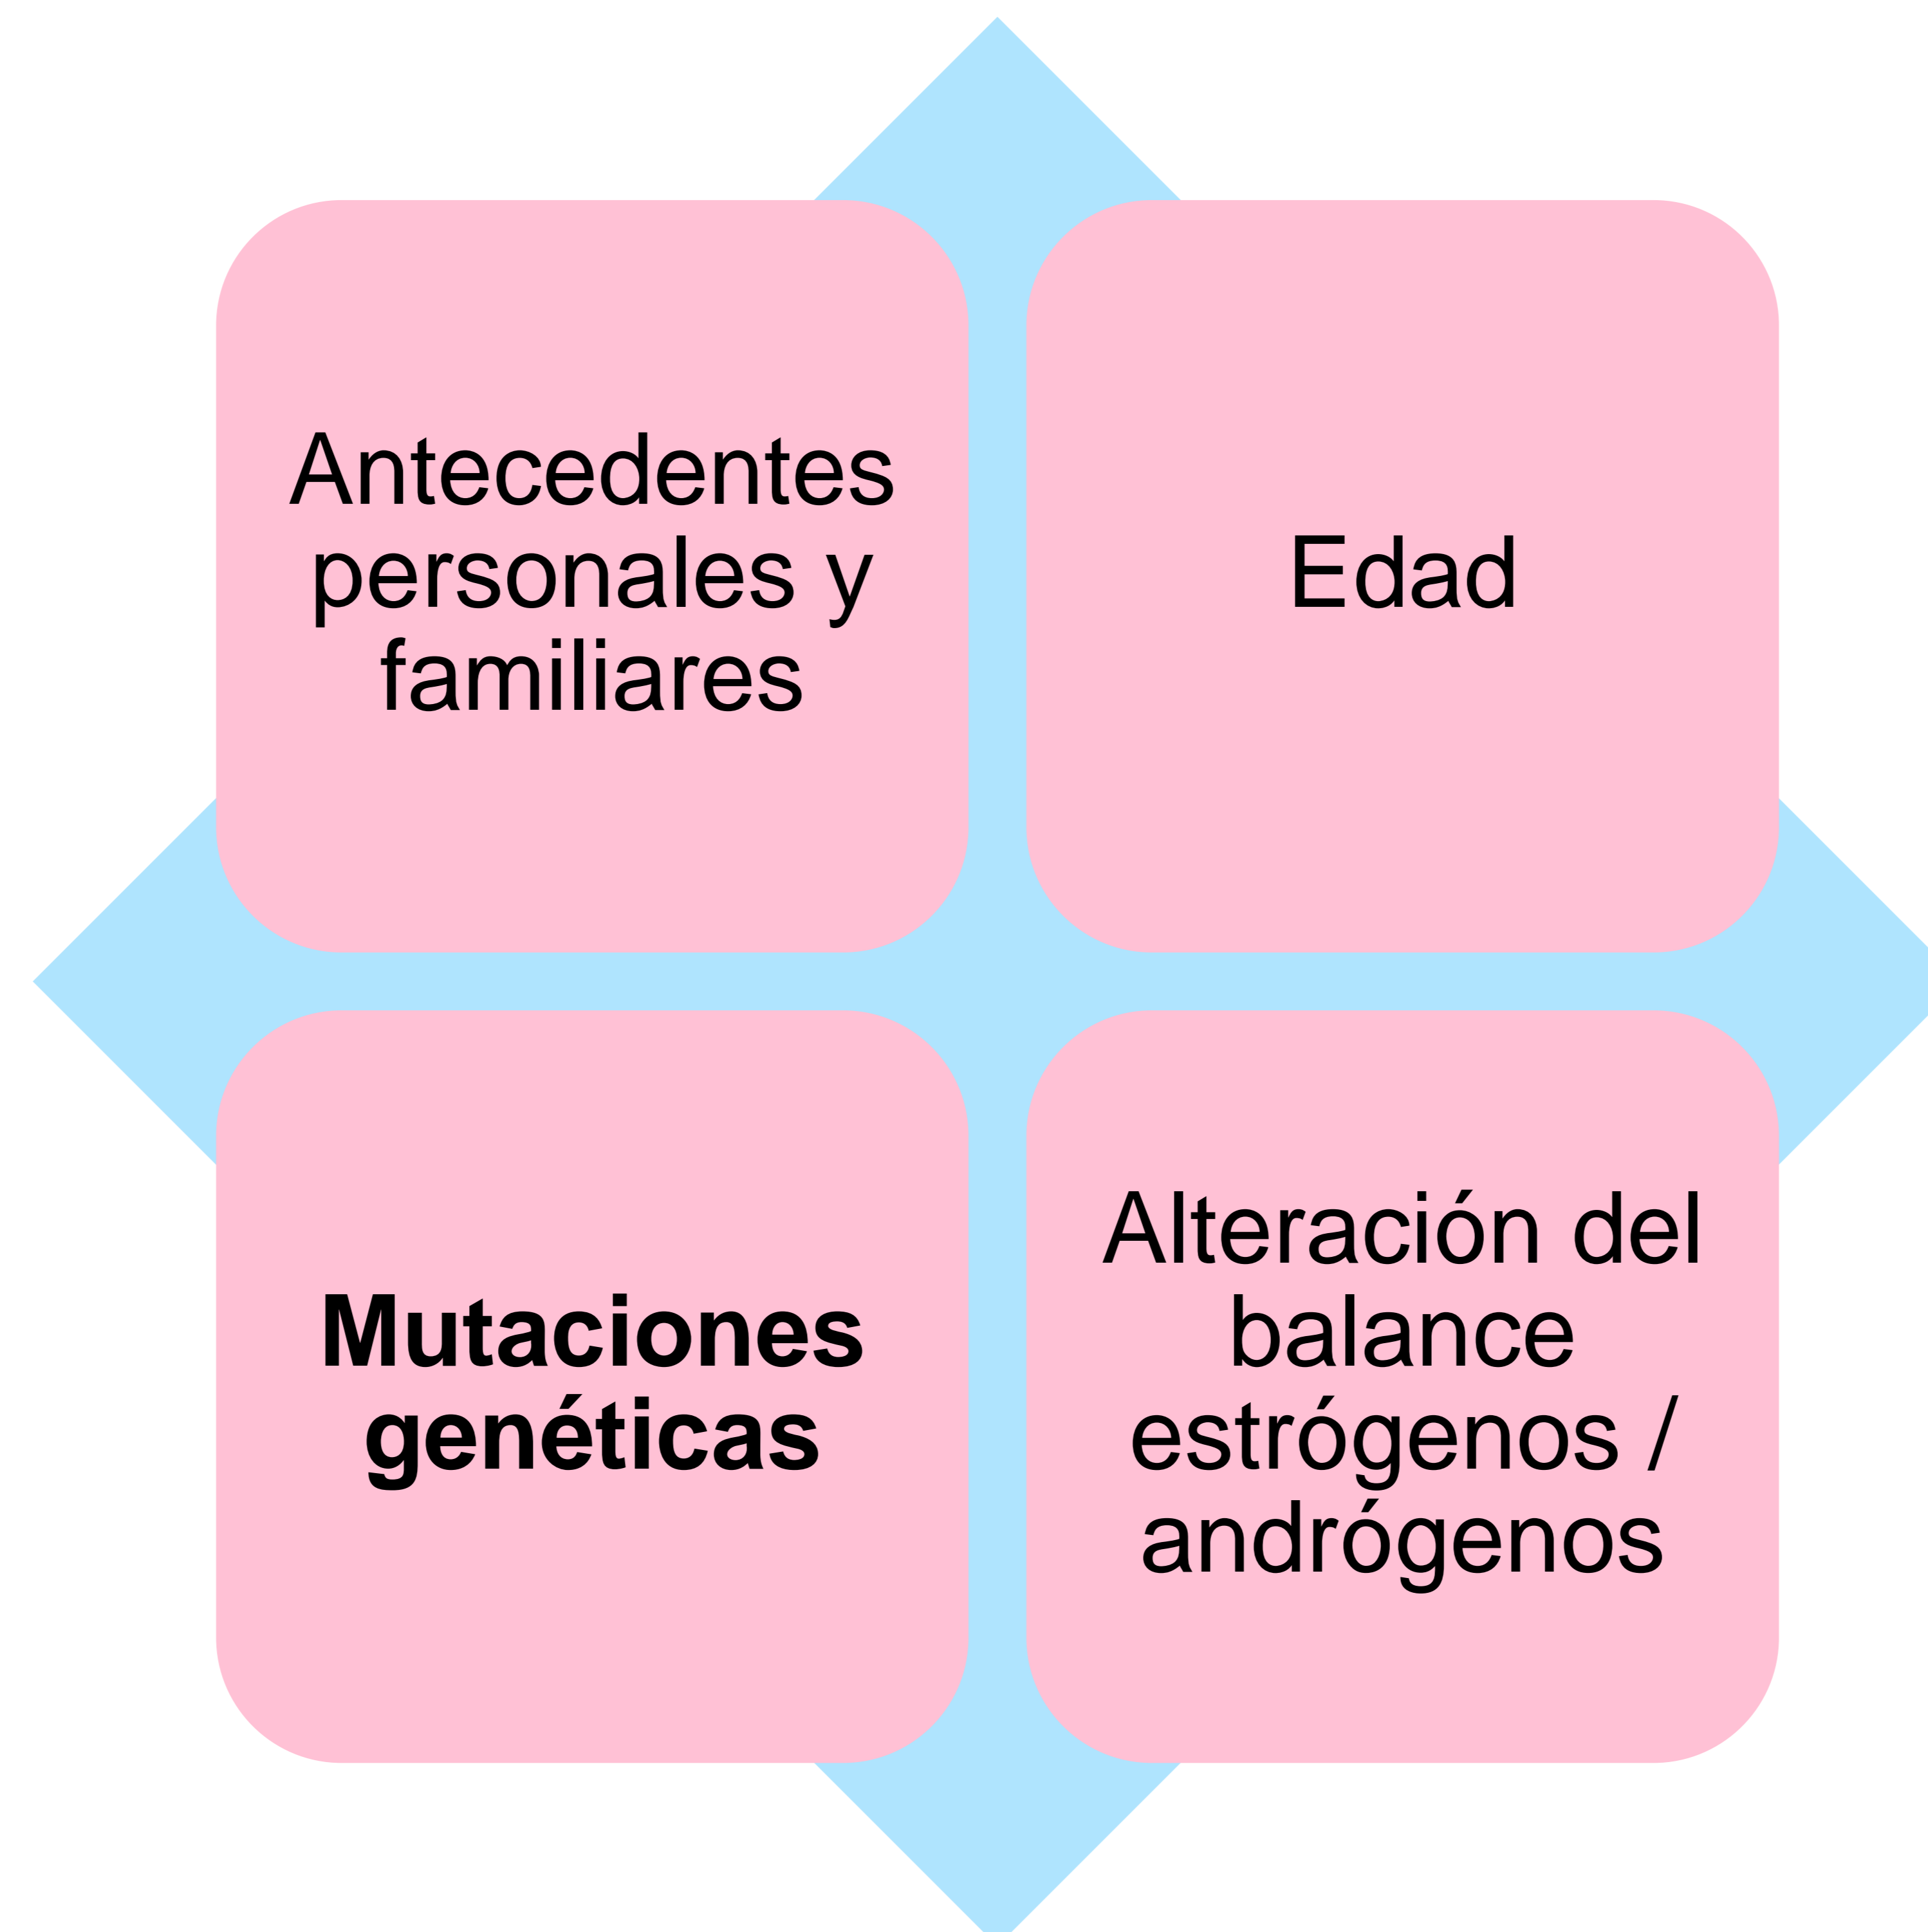 Antecedentes
personales y
familiares
Edad
Mutaciones
genéticas
Alteración del
balance
estrógenos /
andrógenos